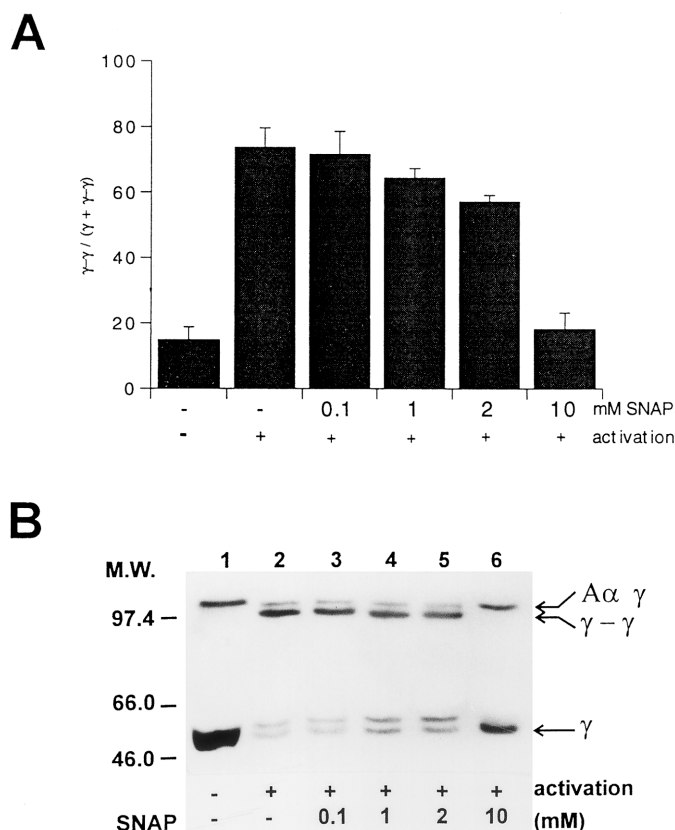 A
100
80
60
40
20
0
γ–γ / (γ + γ–γ)
- - 0.1 1 2 10 mM SNAP
- + + + + + activation
B
M.W. 1 2 3 4 5 6
Aα γ
97.4
γ – γ
66.0
γ
46.0
- + + + + + activation
SNAP - - 0.1 1 2 10 (mM)